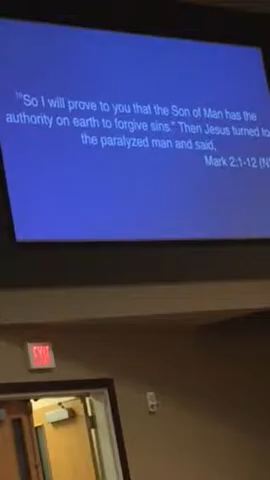 ¹⁰So I will prove to you that the Son of Man has the
authority on earth to forgive sins." Then Jesus turned to
the paralyzed man and said,
Mark 2:1-12 (N
EXIT